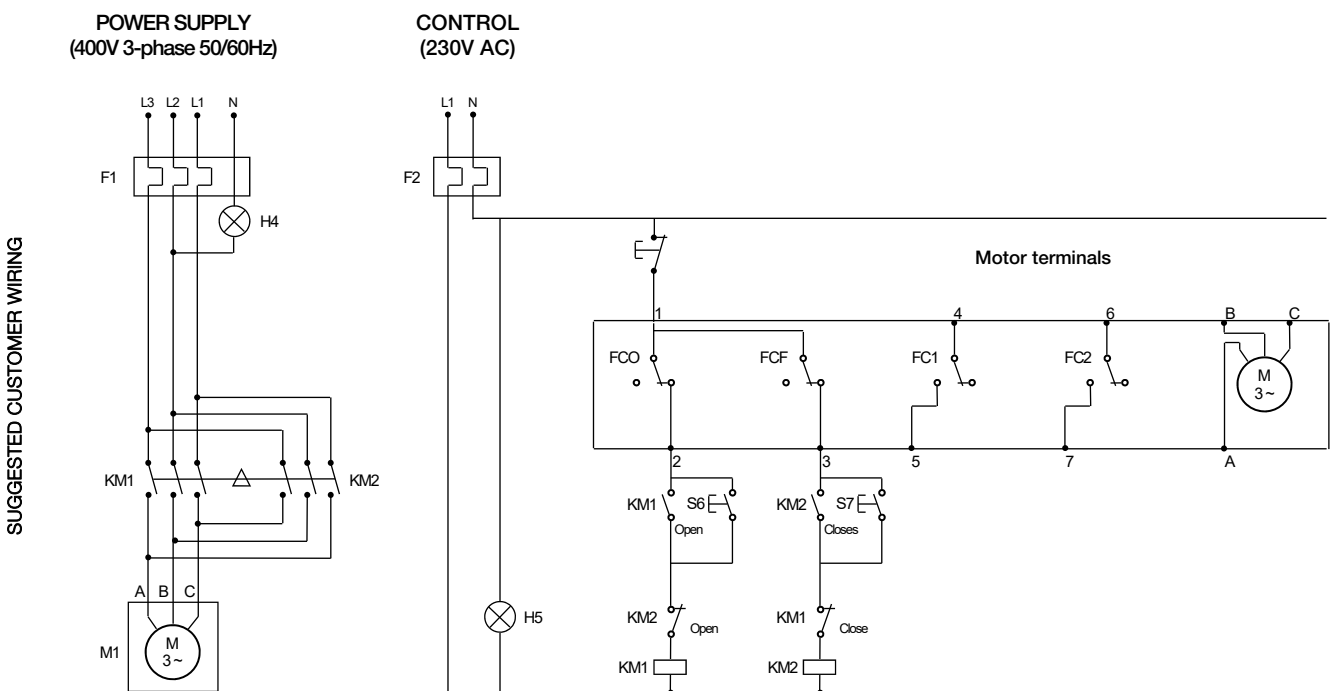 POWER SUPPLY
(400V 3-phase 50/60Hz)
CONTROL
(230V AC)
L3 L2 L1 N
L1 N
F1
F2
H4
SUGGESTED CUSTOMER WIRING
Motor terminals
1 4 6 B C
FCO FCF FC1 FC2
M
3~
KM1 KM2
2 3 5 7 A
KM1 S6 KM2 S7
Open Closes
A B C
M1
M
3~
H5
KM2 Open KM1 Close
KM1 KM2